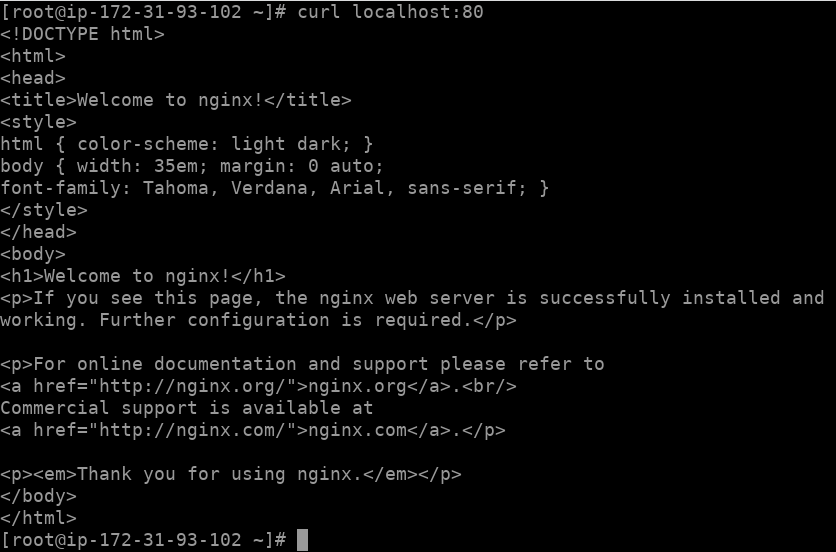 [root@ip-172-31-93-102 ~]# curl localhost:80
<!DOCTYPE html>
<html>
<head>
<title>Welcome to nginx!</title>
<style>
html { color-scheme: light dark; }
body { width: 35em; margin: 0 auto;
font-family: Tahoma, Verdana, Arial, sans-serif; }
</style>
</head>
<body>
<h1>Welcome to nginx!</h1>
<p>If you see this page, the nginx web server is successfully installed and
working. Further configuration is required.</p>

<p>For online documentation and support please refer to
<a href="http://nginx.org/">nginx.org</a>.<br/>
Commercial support is available at
<a href="http://nginx.com/">nginx.com</a>.</p>

<p><em>Thank you for using nginx.</em></p>
</body>
</html>
[root@ip-172-31-93-102 ~]#